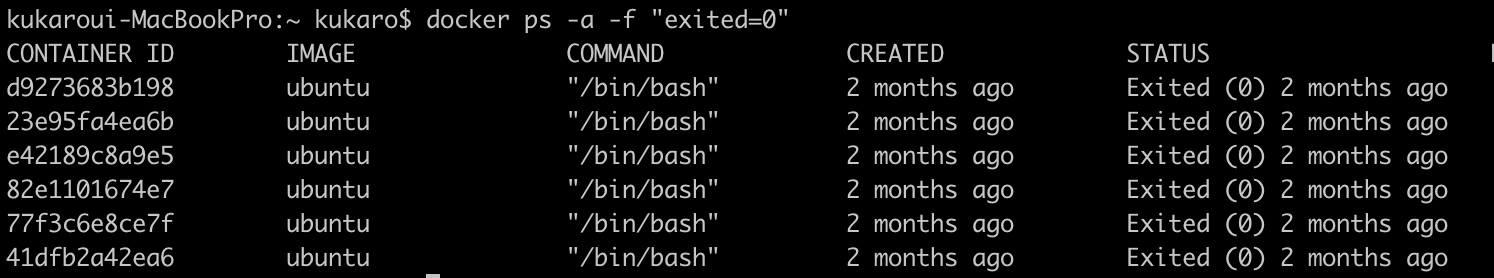 kukaroui-MacBookPro:~ kukaro$ docker ps -a -f "exited=0"
CONTAINER ID IMAGE COMMAND CREATED STATUS
d9273683b198 ubuntu "/bin/bash" 2 months ago Exited (0) 2 months ago
23e95fa4ea6b ubuntu "/bin/bash" 2 months ago Exited (0) 2 months ago
e42189c8a9e5 ubuntu "/bin/bash" 2 months ago Exited (0) 2 months ago
82e1101674e7 ubuntu "/bin/bash" 2 months ago Exited (0) 2 months ago
77f3c6e8ce7f ubuntu "/bin/bash" 2 months ago Exited (0) 2 months ago
41dfb2a42ea6 ubuntu "/bin/bash" 2 months ago Exited (0) 2 months ago